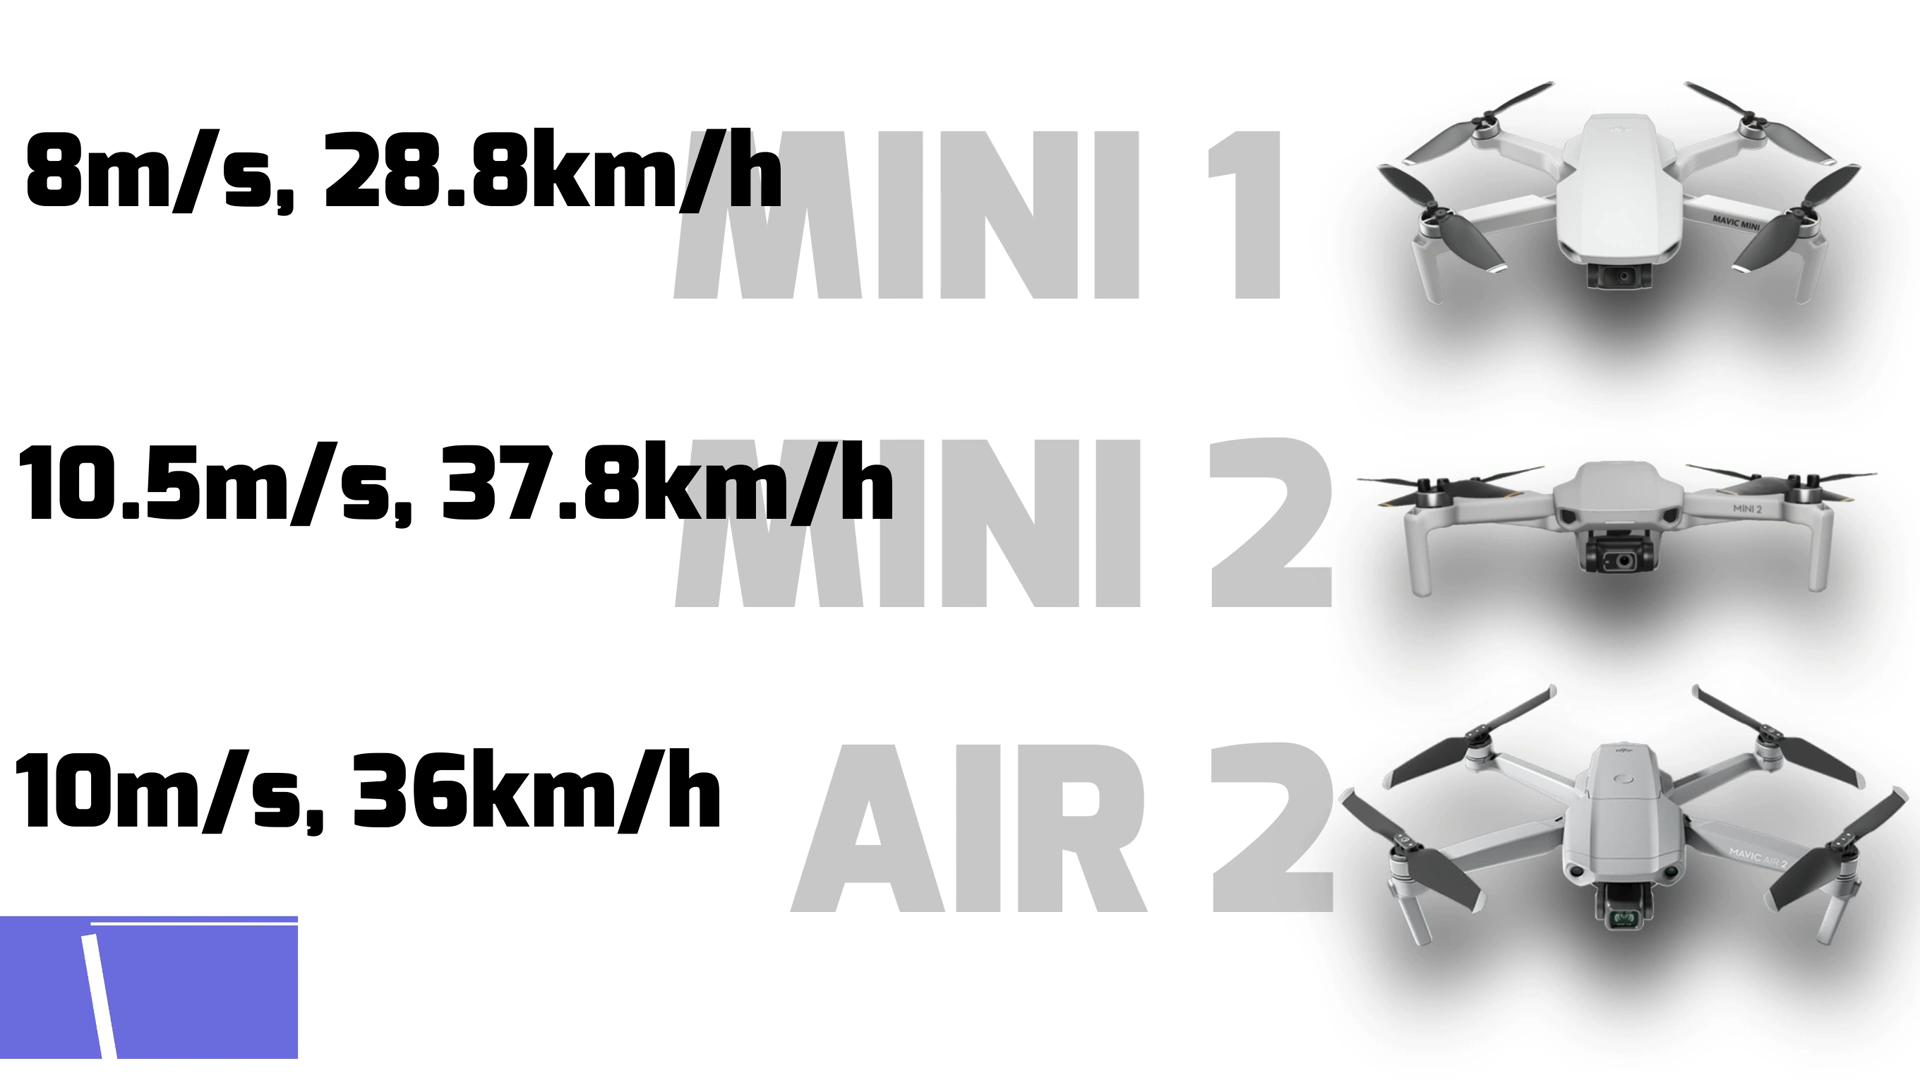 8m/s, 28.8km/h
MINI 1
MAVIC MINI
10.5m/s, 37.8km/h
MINI 2
MINI 2
10m/s, 36km/h
AIR 2
MAVIC AIR 2